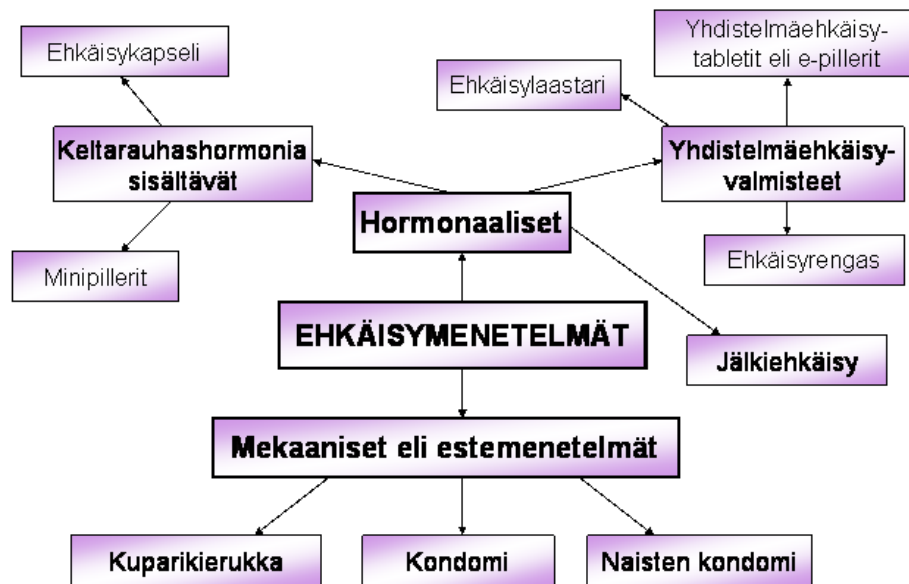 Ehkäisykapseli
Yhdistelmäehkäisy-
tabletit eli e-pillerit
Ehkäisylaastari
Keltarauhashormonia
sisältävät
Yhdistelmäehkäisy-
valmisteet
Hormonaaliset
Minipillerit
Ehkäisyrengas
EHKÄISYMENETELMÄT
Jälkiehkäisy
Mekaaniset eli estemenetelmät
Kuparikierukka
Kondomi
Naisten kondomi